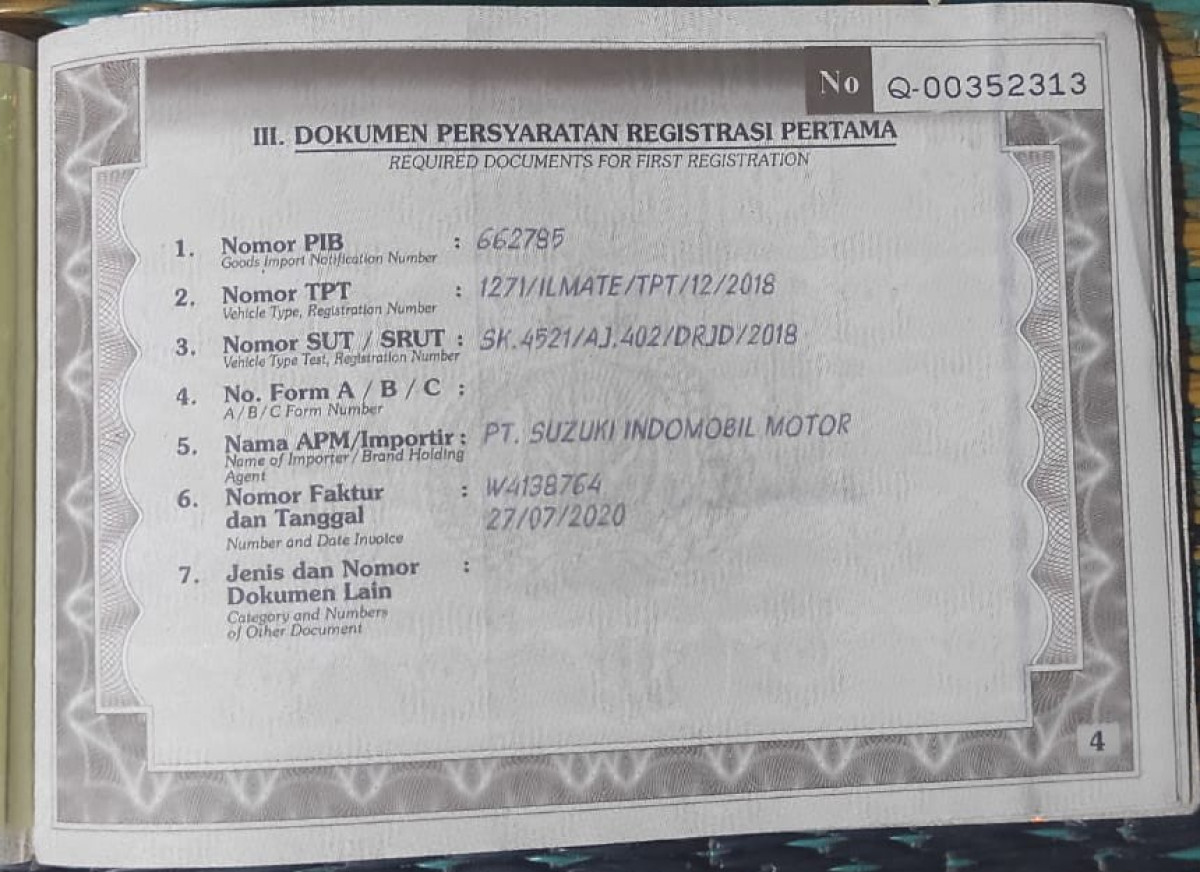 No Q-00352313
III. DOKUMEN PERSYARATAN REGISTRASI PERTAMA
REQUIRED DOCUMENTS FOR FIRST REGISTRATION
1. Nomor PIB : 662785
Goods Import Notification Number
2. Nomor TPT : 1271/ILMATE/TPT/12/2018
Vehicle Type, Registration Number
3. Nomor SUT / SRUT : SK.4521/AJ.402/DRJD/2018
Vehicle Type Test, Registration Number
4. No. Form A / B / C :
A / B / C Form Number
5. Nama APM/Importir : PT. SUZUKI INDOMOBIL MOTOR
Name of Importer / Brand Holding
Agent
6. Nomor Faktur : W4138764
dan Tanggal 27/07/2020
Number and Date Invoice
7. Jenis dan Nomor :
Dokumen Lain
Category and Numbers
of Other Document
4